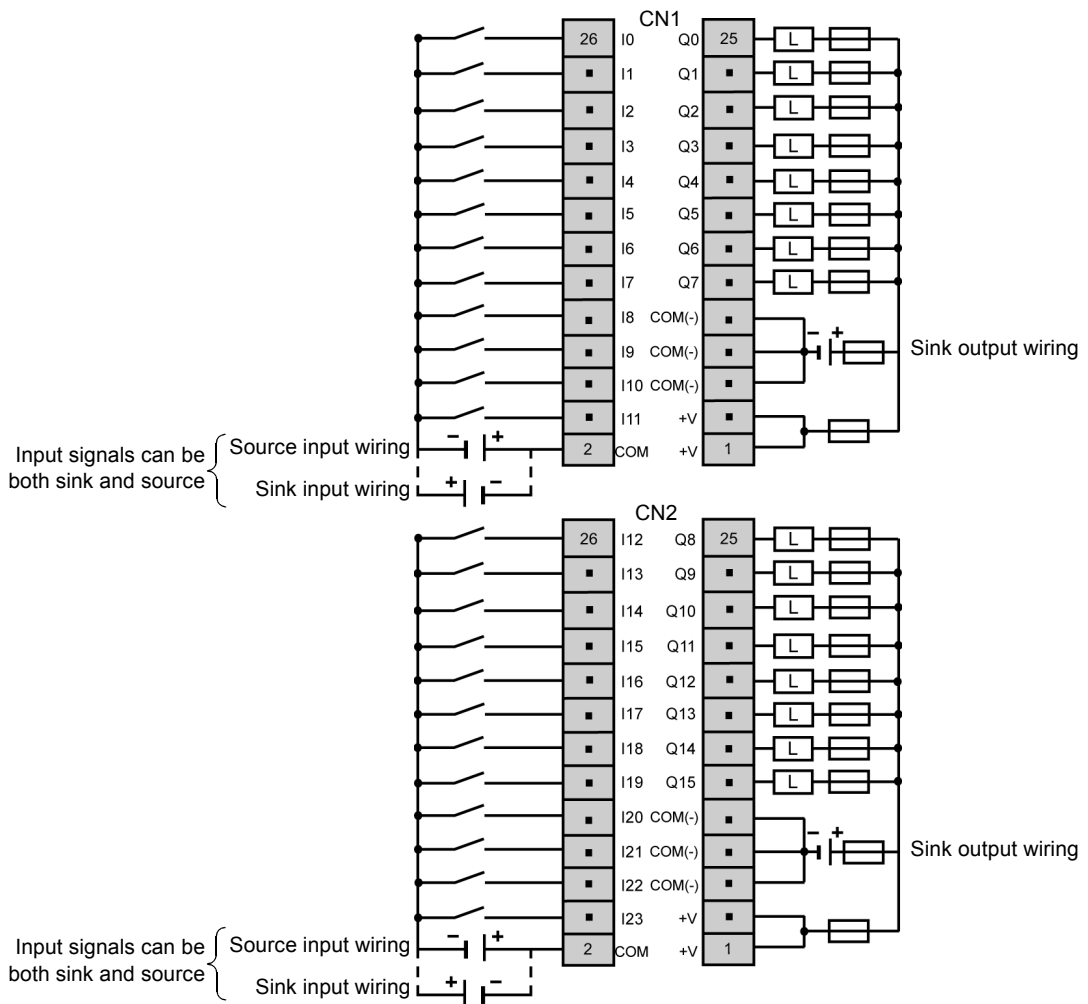 CN1
26 I0 Q0 25 L
I1 Q1 L
I2 Q2 L
I3 Q3 L
I4 Q4 L
I5 Q5 L
I6 Q6 L
I7 Q7 L
I8 COM(-)
- +
I9 COM(-) Sink output wiring
I10 COM(-)
I11 +V
Input signals can be both sink and source
Source input wiring - + 2 COM +V 1
Sink input wiring + -
CN2
26 I12 Q8 25 L
I13 Q9 L
I14 Q10 L
I15 Q11 L
I16 Q12 L
I17 Q13 L
I18 Q14 L
I19 Q15 L
I20 COM(-)
- +
I21 COM(-) Sink output wiring
I22 COM(-)
I23 +V
Input signals can be both sink and source
Source input wiring - + 2 COM +V 1
Sink input wiring + -